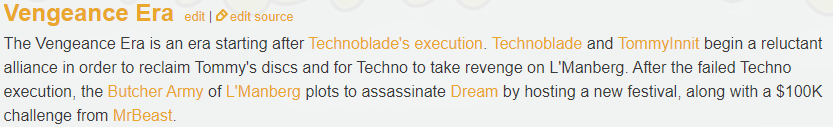 Vengeance Era edit | edit source
The Vengeance Era is an era starting after Technoblade's execution. Technoblade and TommyInnit begin a reluctant
alliance in order to reclaim Tommy's discs and for Techno to take revenge on L'Manberg. After the failed Techno
execution, the Butcher Army of L'Manberg plots to assassinate Dream by hosting a new festival, along with a $100K
challenge from MrBeast.